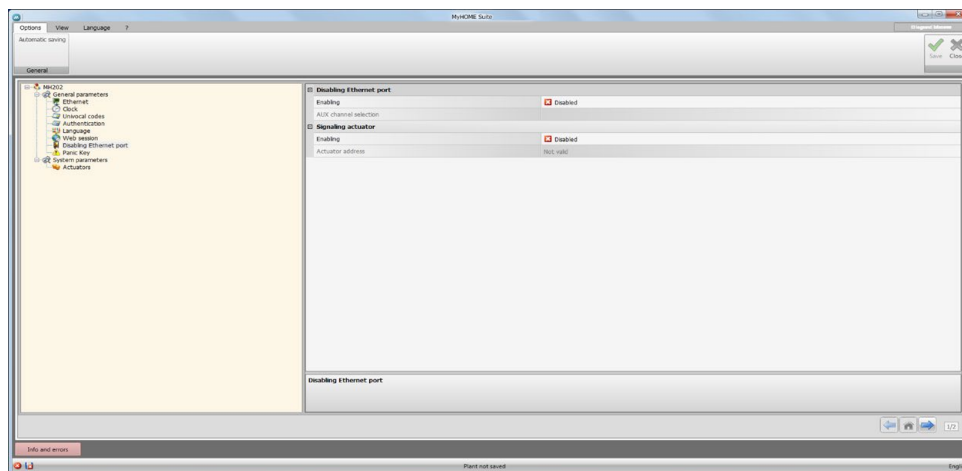 MyHOME Suite
Options View Language ?
Automatic saving
General
Save Close
MH202
General parameters
Ethernet
Clock
Univocal codes
Authentication
Language
Web session
Disabling Ethernet port
Panic Key
System parameters
Actuators
Disabling Ethernet port
Enabling Disabled
AUX channel selection
Signaling actuator
Enabling Disabled
Actuator address Not valid
Disabling Ethernet port
1/2
Info and errors
Plant not saved
Engli